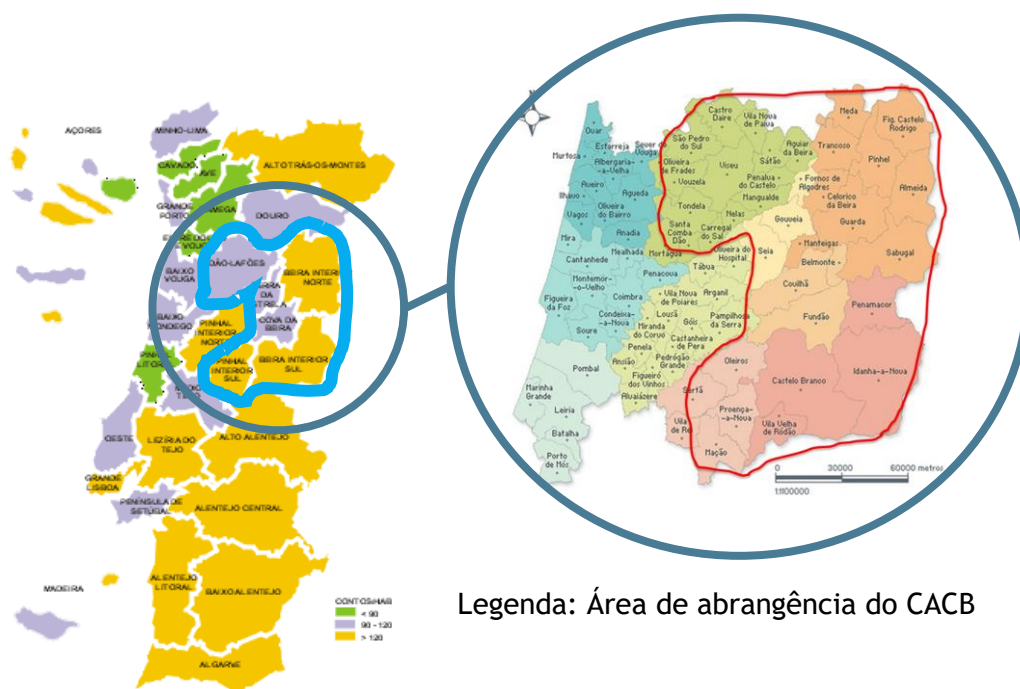 AÇORES
MINHO-LIMA
CAVADO
AVE
ALTO TRÁS-OS-MONTES
GRANDE
PORTO
DOURO
BAIXO
VOUGA
BEIRA INTERIOR
NORTE
DA
COVA DA
BEIRA
BAIXO
PINHAL
INTERIOR
NORTE
PINHAL
INTERIOR
SUL
BEIRA INTERIOR
SUL
TEJO
OESTE
LEZÍRIA DO
TEJO
ALTO ALENTEJO
GRANDE
LISBOA
PENÍNSULA DE
SETÚBAL
ALENTEJO CENTRAL
ALENTEJO
LITORAL
BAIXO ALENTEJO
MADEIRA
ALGARVE
CONTOS/HAB
< 90
90 - 120
> 120
Ovar
Murtosa
Estarreja
Sever do
Vouga
Albergaria-
-a-Velha
Aveiro
Ílhavo
Águeda
Vagos
Oliveira
do Bairro
Anadia
Mira
Mealhada
Cantanhede
Mortágua
Penacova
Montemor-
-o-Velho
Figueira
da Foz
Coimbra
Condeixa-
-a-Nova
Soure
Castro
Daire
Vila Nova
de Paiva
São Pedro
do Sul
Oliveira
de Frades
Vouzela
Viseu
Sátão
Aguiar
da Beira
Penalva
do Castelo
Mangualde
Tondela
Nelas
Santa
Comba
Dão
Carregal
do Sal
Meda
Fig. Castelo
Rodrigo
Trancoso
Pinhel
Fornos de
Algodres
Celorico
da Beira
Almeida
Gouveia
Guarda
Seia
Manteigas
Sabugal
Belmonte
Covilhã
Fundão
Penamacor
Oliveira do
Hospital
Tábua
Arganil
Vila Nova
de Poiares
Lousã
Góis
Pampilhosa
da Serra
Miranda
do Corvo
Castanheira
de Pera
Penela
Pedrógão
Grande
Ansião
Figueiró
dos Vinhos
Alvaiázere
Pombal
Marinha
Grande
Leiria
Batalha
Porto
de Mós
Oleiros
Sertã
Castelo Branco
Idanha-a-Nova
Proença-
-a-Nova
Vila
de Rei
Vila Velha
de Ródão
Mação
0 30000 60000 metros
1:1100000
Legenda: Área de abrangência do CACB